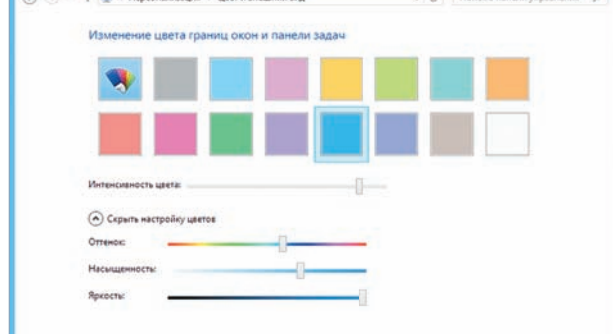 Изменение цвета границ окон и панели задач
Интенсивность цвета:
Скрыть настройку цветов
Оттенок:
Насыщенность:
Яркость: